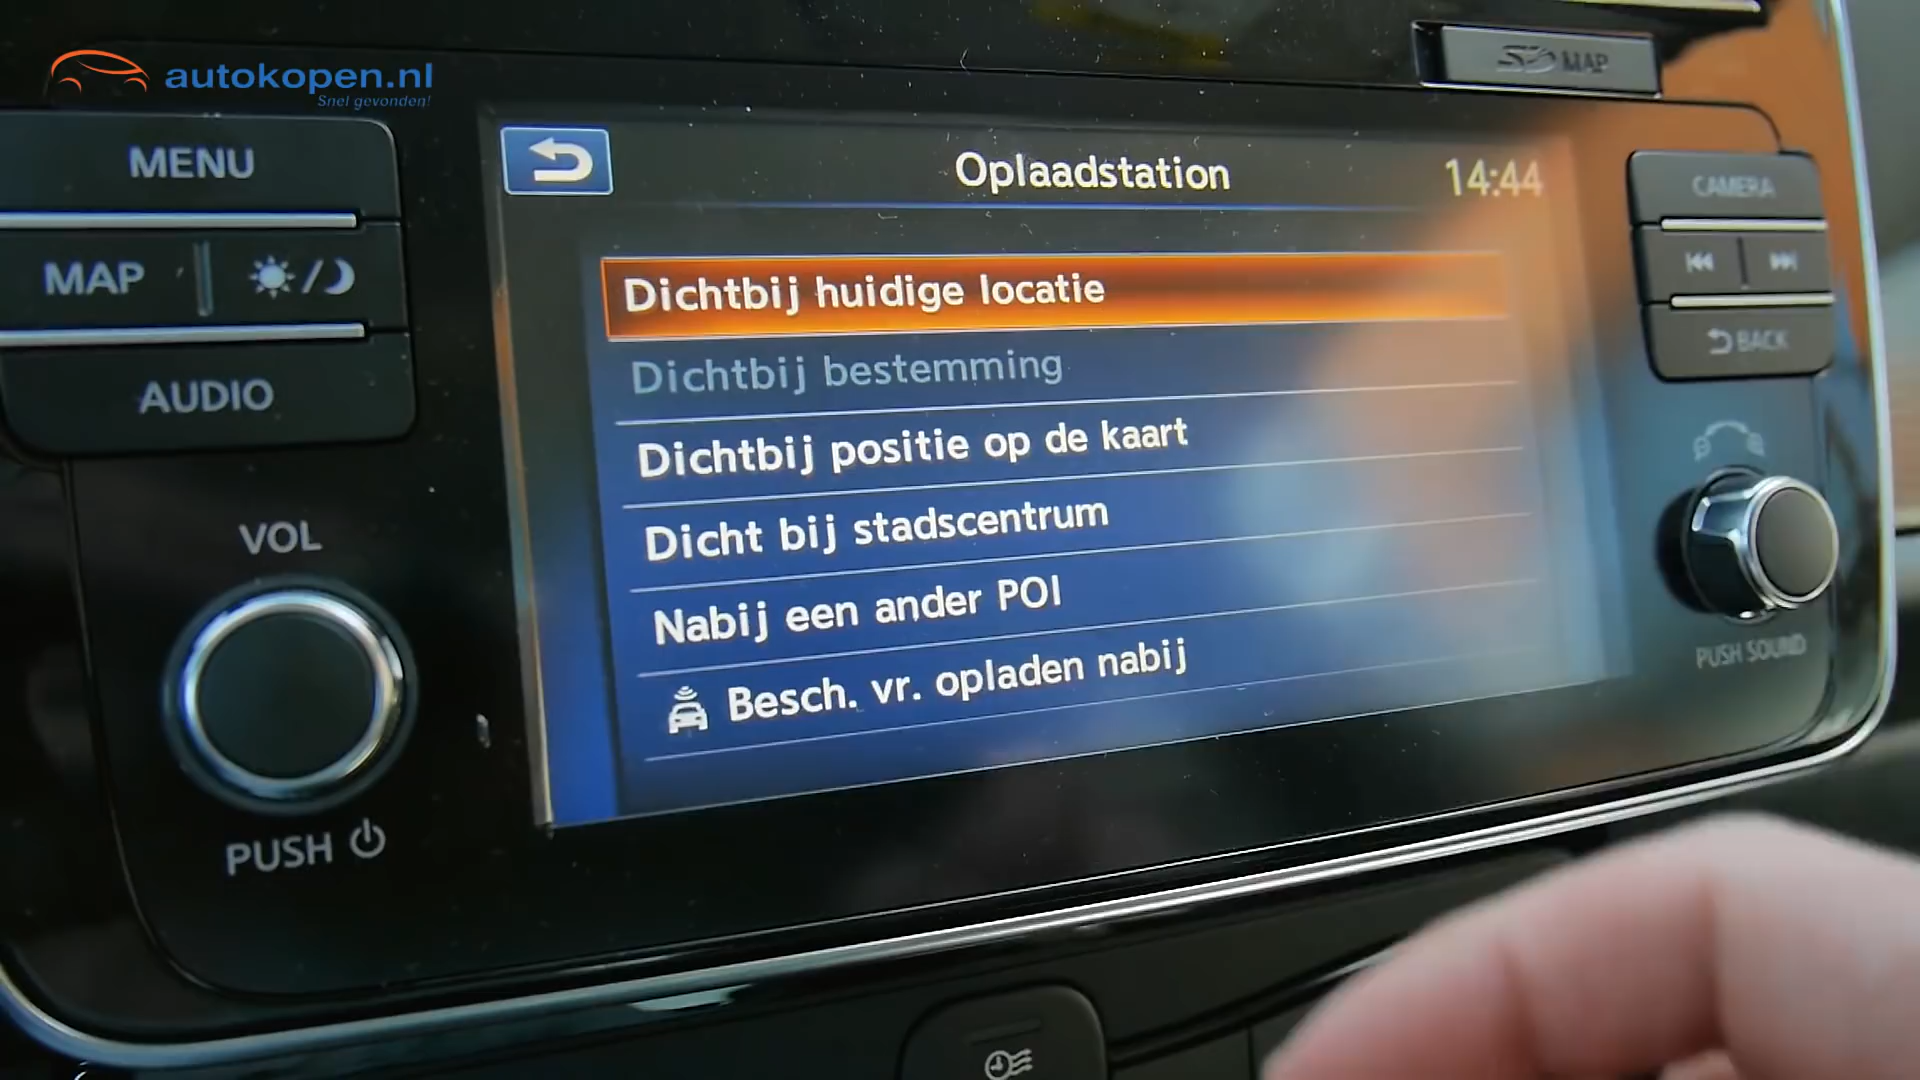 autokopen.nl
Snel gevonden!
SD MAP
MENU
MAP
AUDIO
VOL
PUSH
Oplaadstation
14:44
Dichtbij huidige locatie
Dichtbij bestemming
Dichtbij positie op de kaart
Dicht bij stadscentrum
Nabij een ander POI
Besch. vr. opladen nabij
CAMERA
BACK
PUSH SOUND